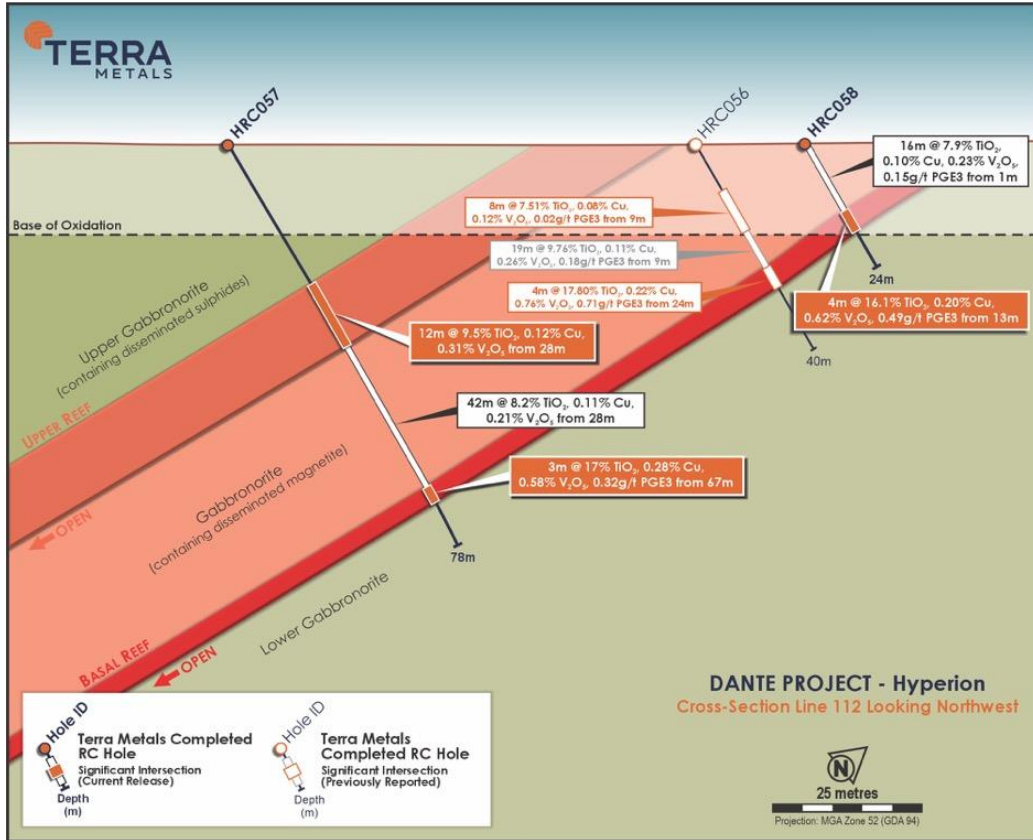 TERRA
METALS
HRC057
HRC056
HRC058
16m @ 7.9% TiO₂,
0.10% Cu, 0.23% V₂O₅,
0.15g/t PGE3 from 1m
8m @ 7.51% TiO₂, 0.08% Cu,
0.12% V₂O₅, 0.02g/t PGE3 from 9m
Base of Oxidation
19m @ 9.76% TiO₂, 0.11% Cu,
0.26% V₂O₅, 0.18g/t PGE3 from 9m
24m
4m @ 17.80% TiO₂, 0.22% Cu,
0.76% V₂O₅, 0.71g/t PGE3 from 24m
4m @ 16.1% TiO₂, 0.20% Cu,
0.62% V₂O₅, 0.49g/t PGE3 from 13m
Upper Gabbronorite
(containing disseminated sulphides)
12m @ 9.5% TiO₂, 0.12% Cu,
0.31% V₂O₅ from 28m
40m
UPPER REEF
42m @ 8.2% TiO₂, 0.11% Cu,
0.21% V₂O₅ from 28m
Gabbronorite
(containing disseminated magnetite)
3m @ 17% TiO₂, 0.28% Cu,
0.58% V₂O₅, 0.32g/t PGE3 from 67m
OPEN
78m
Lower Gabbronorite
BASAL REEF
OPEN
DANTE PROJECT - Hyperion
Cross-Section Line 112 Looking Northwest
Hole ID
Terra Metals Completed
RC Hole
Significant Intersection
(Current Release)
Depth
(m)
Hole ID
Terra Metals
Completed RC Hole
Significant Intersection
(Previously Reported)
Depth
(m)
N
25 metres
Projection: MGA Zone 52 (GDA 94)